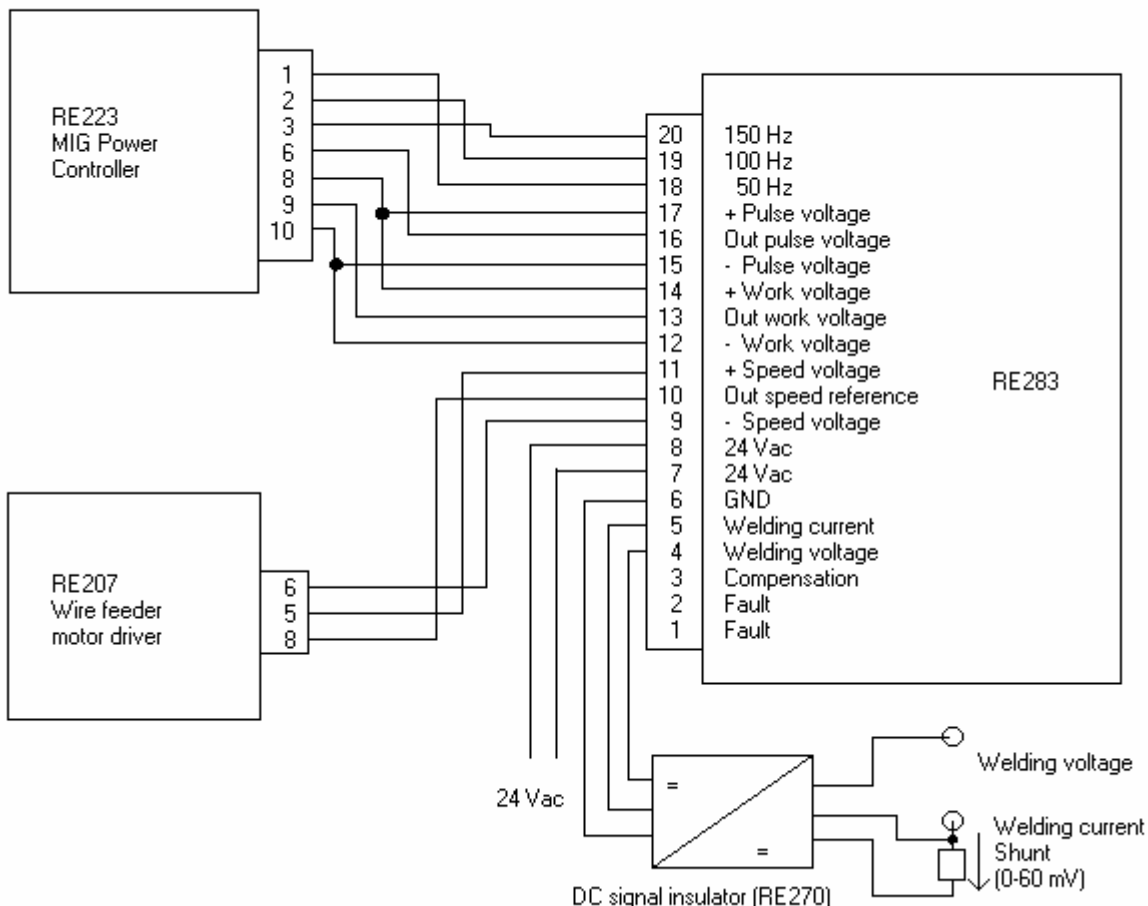 RE223
MIG Power
Controller
1
2
3
6
8
9
10
20 150 Hz
19 100 Hz
18 50 Hz
17 + Pulse voltage
16 Out pulse voltage
15 - Pulse voltage
14 + Work voltage
13 Out work voltage
12 - Work voltage
11 + Speed voltage
10 Out speed reference
9 - Speed voltage
8 24 Vac
7 24 Vac
6 GND
5 Welding current
4 Welding voltage
3 Compensation
2 Fault
1 Fault
RE283
RE207
Wire feeder
motor driver
6
5
8
24 Vac
=
=
DC signal insulator (RE270)
Welding voltage
Welding current
Shunt
(0-60 mV)